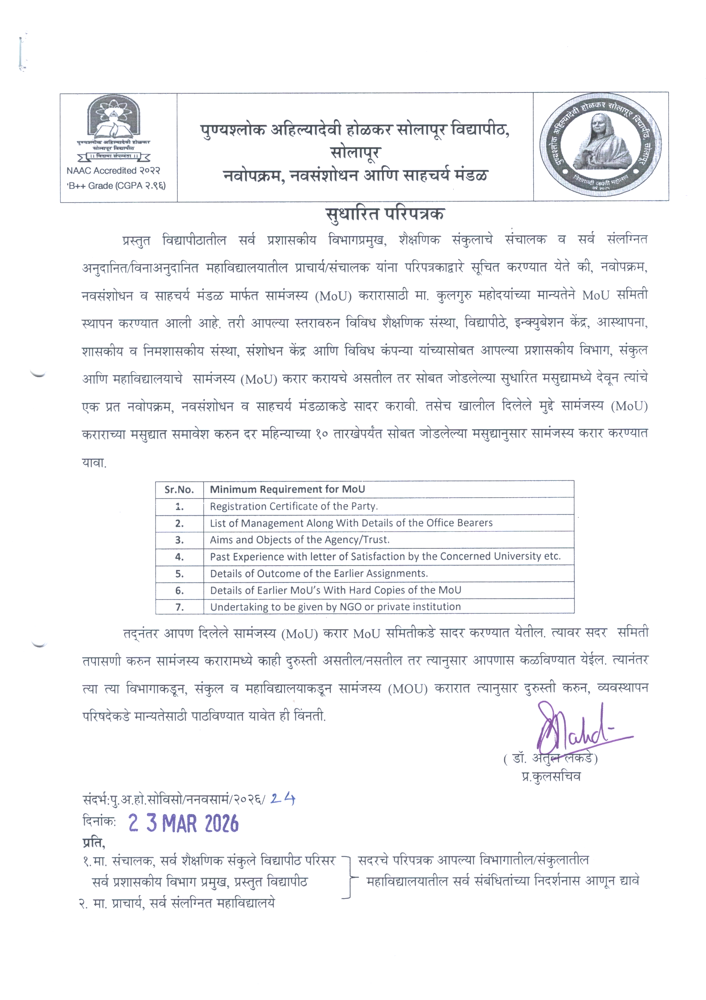 पुण्यश्लोक अहिल्यादेवी होळकर
सोलापूर विद्यापीठ
।। विद्यया संपन्नता ।।
NAAC Accredited २०२२
'B++ Grade (CGPA २.९६)
पुण्यश्लोक अहिल्यादेवी होळकर सोलापूर विद्यापीठ,
सोलापूर
नवोपक्रम, नवसंशोधन आणि साहचर्य मंडळ
पुण्यश्लोक अहिल्यादेवी होळकर सोलापूर विद्यापीठ, सोलापूर
त्रिशताब्दी जयंती महोत्सव
वर्ष २०२५
सुधारित परिपत्रक
प्रस्तुत विद्यापीठातील सर्व प्रशासकीय विभागप्रमुख, शैक्षणिक संकुलाचे संचालक व सर्व संलग्नित
अनुदानित/विनाअनुदानित महाविद्यालयातील प्राचार्य/संचालक यांना परिपत्रकाद्वारे सूचित करण्यात येते की, नवोपक्रम,
नवसंशोधन व साहचर्य मंडळ मार्फत सामंजस्य (MoU) करारासाठी मा. कुलगुरु महोदयांच्या मान्यतेने MoU समिती
स्थापन करण्यात आली आहे. तरी आपल्या स्तरावरुन विविध शैक्षणिक संस्था, विद्यापीठे, इन्क्युबेशन केंद्र, आस्थापना,
शासकीय व निमशासकीय संस्था, संशोधन केंद्र आणि विविध कंपन्या यांच्यासोबत आपल्या प्रशासकीय विभाग, संकुल
आणि महाविद्यालयाचे सामंजस्य (MoU) करार करायचे असतील तर सोबत जोडलेल्या सुधारित मसुद्यामध्ये देवून त्यांचे
एक प्रत नवोपक्रम, नवसंशोधन व साहचर्य मंडळाकडे सादर करावी. तसेच खालील दिलेले मुद्दे सामंजस्य (MoU)
कराराच्या मसुद्यात समावेश करुन दर महिन्याच्या १० तारखेपर्यंत सोबत जोडलेल्या मसुद्यानुसार सामंजस्य करार करण्यात
यावा.
Sr.No. Minimum Requirement for MoU
1. Registration Certificate of the Party.
2. List of Management Along With Details of the Office Bearers
3. Aims and Objects of the Agency/Trust.
4. Past Experience with letter of Satisfaction by the Concerned University etc.
5. Details of Outcome of the Earlier Assignments.
6. Details of Earlier MoU's With Hard Copies of the MoU
7. Undertaking to be given by NGO or private institution
तद्नंतर आपण दिलेले सामंजस्य (MoU) करार MoU समितीकडे सादर करण्यात येतील. त्यावर सदर समिती
तपासणी करुन सामंजस्य करारामध्ये काही दुरुस्ती असतील/नसतील तर त्यानुसार आपणास कळविण्यात येईल. त्यानंतर
त्या त्या विभागाकडून, संकुल व महाविद्यालयाकडून सामंजस्य (MOU) करारात त्यानुसार दुरुस्ती करुन, व्यवस्थापन
परिषदेकडे मान्यतेसाठी पाठविण्यात यावेत ही विंनती.
( डॉ. अतुल लकडे)
प्र.कुलसचिव
संदर्भ:पु.अ.हो.सोविसो/ननवसामं/२०२६/ 24
दिनांक: 23 MAR 2026
प्रति,
१.मा. संचालक, सर्व शैक्षणिक संकुले विद्यापीठ परिसर सदरचे परिपत्रक आपल्या विभागातील/संकुलातील
सर्व प्रशासकीय विभाग प्रमुख, प्रस्तुत विद्यापीठ महाविद्यालयातील सर्व संबंधितांच्या निदर्शनास आणून द्यावे
२. मा. प्राचार्य, सर्व संलग्नित महाविद्यालये